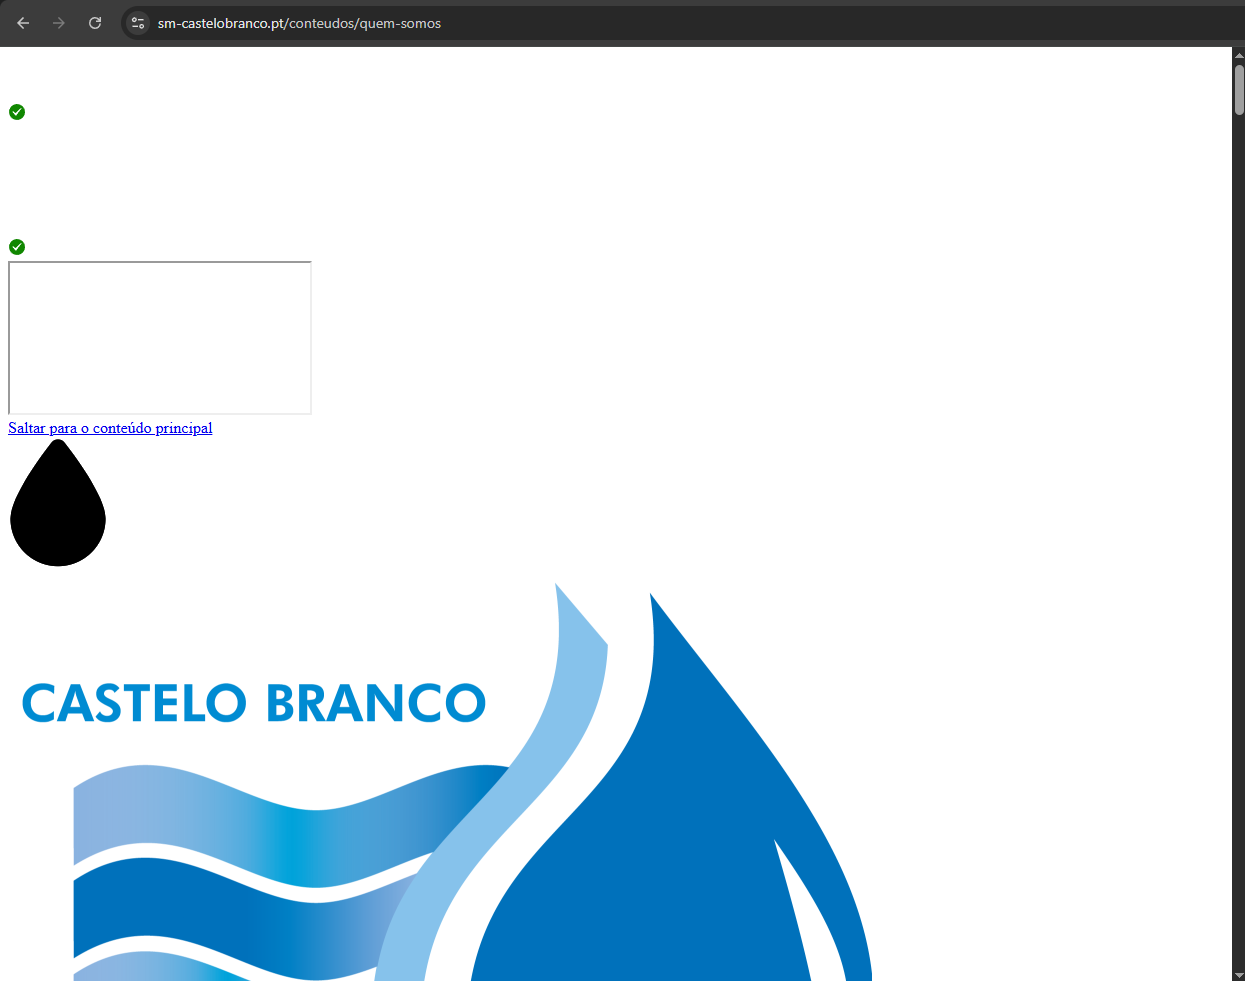 sm-castelobranco.pt/conteudos/quem-somos
Saltar para o conteúdo principal
CASTELO BRANCO